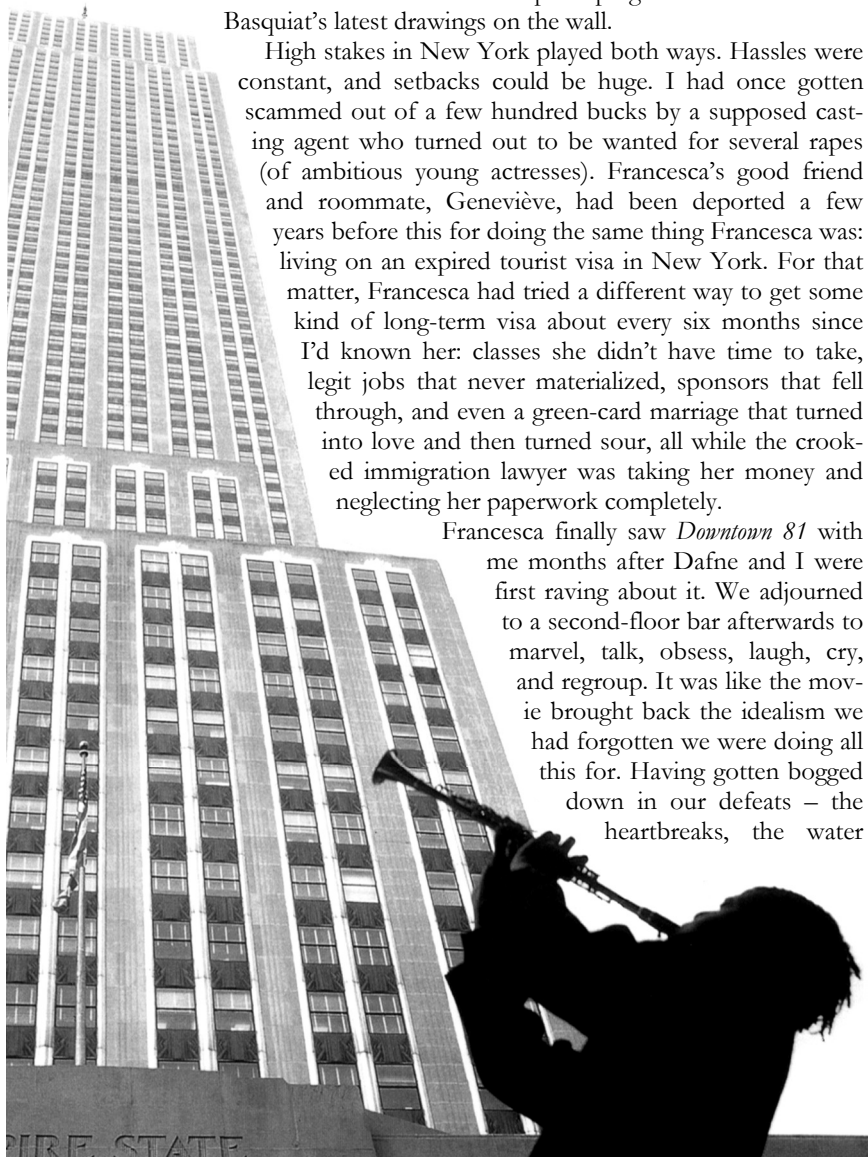 Basquiat’s latest drawings on the wall.
High stakes in New York played both ways. Hassles were
constant, and setbacks could be huge. I had once gotten
scammed out of a few hundred bucks by a supposed cast-
ing agent who turned out to be wanted for several rapes
(of ambitious young actresses). Francesca’s good friend
and roommate, Geneviève, had been deported a few
years before this for doing the same thing Francesca was:
living on an expired tourist visa in New York. For that
matter, Francesca had tried a different way to get some
kind of long-term visa about every six months since
I’d known her: classes she didn’t have time to take,
legit jobs that never materialized, sponsors that fell
through, and even a green-card marriage that turned
into love and then turned sour, all while the crook-
ed immigration lawyer was taking her money and
neglecting her paperwork completely.
Francesca finally saw Downtown 81 with
me months after Dafne and I were
first raving about it. We adjourned
to a second-floor bar afterwards to
marvel, talk, obsess, laugh, cry,
and regroup. It was like the mov-
ie brought back the idealism we
had forgotten we were doing all
this for. Having gotten bogged
down in our defeats – the
heartbreaks, the water
PIRE STATE